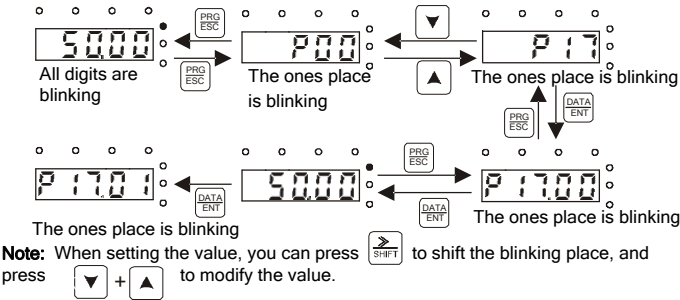 PRG
ESC
50.00 P00 P17
PRG
ESC
All digits are
blinking
The ones place
is blinking
The ones place is blinking
PRG
ESC
DATA
ENT
PRG
ESC
P17.01 50.00 P17.00
DATA
ENT
DATA
ENT
The ones place is blinking
The ones place is blinking
Note: When setting the value, you can press SHIFT to shift the blinking place, and
press + to modify the value.